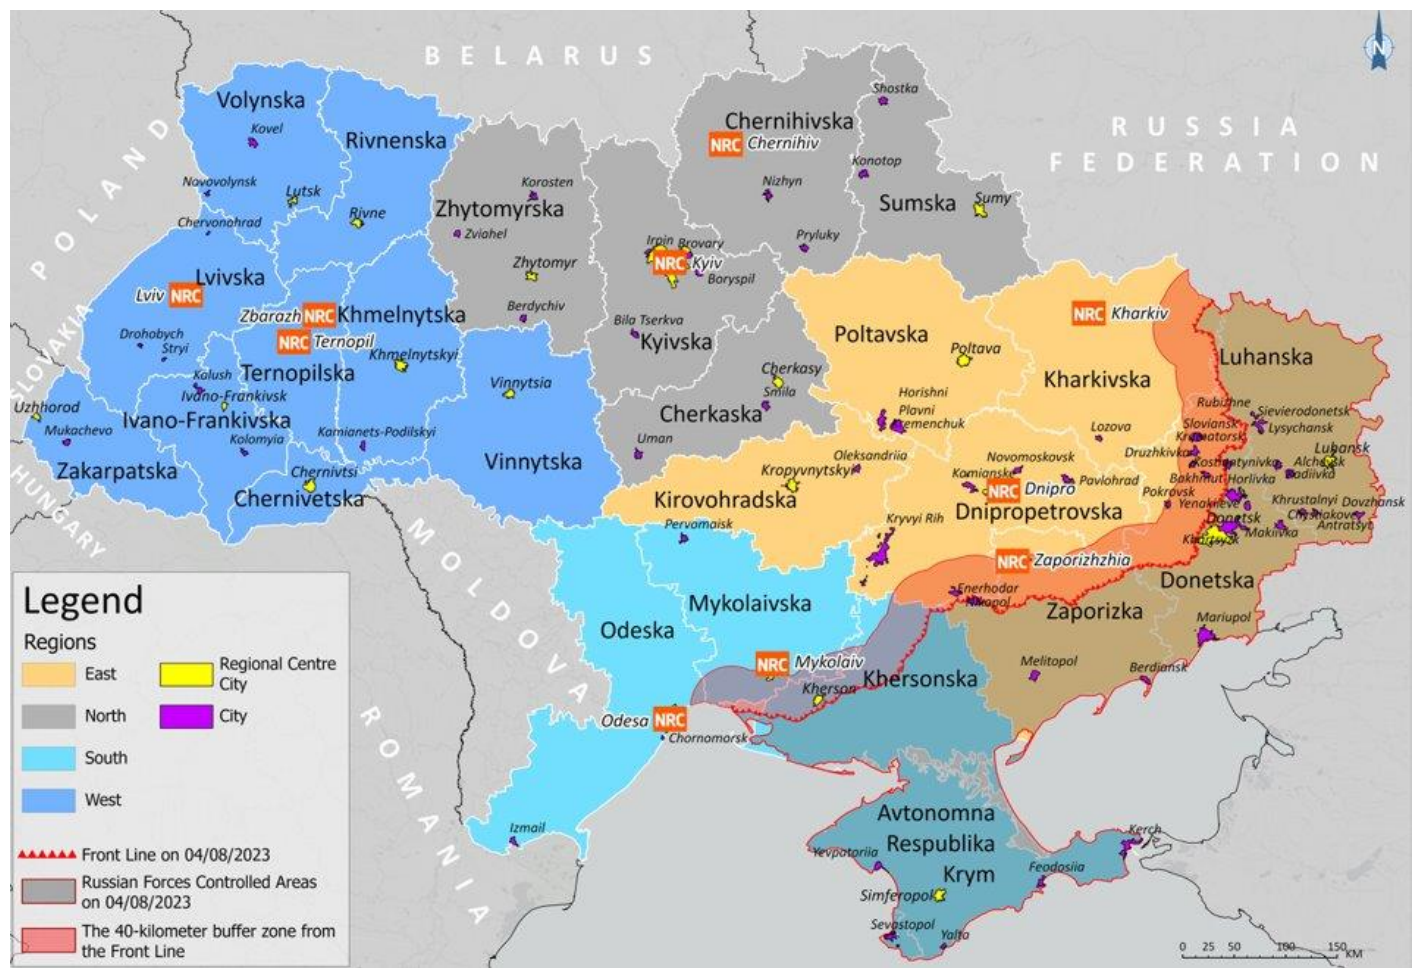 BELARUS
N
RUSSIA
FEDERATION
POLAND
SLOVAKIA
HUNGARY
MOLDOVA
ROMANIA
Volynska
Kovel
Rivnenska
Novovolynsk
Lutsk
Chervonohrad
Rivne
Lvivska
Lviv NRC
Zbarazh NRC
Khmelnytska
NRC Ternopil
Drohobych
Stryi
Ternopilska
Khmelnytskyi
Kalush
Ivano-Frankivsk
Ivano-Frankivska
Uzhhorod
Mukachevo
Kolomyia
Kamianets-Podilskyi
Zakarpatska
Chernivtsi
Chernivetska
Vinnytsia
Vinnytska
Korosten
Zhytomyrska
Zviahel
Zhytomyr
Berdychiv
Chernihivska
NRC Chernihiv
Nizhyn
Pryluky
Shostka
Konotop
Sumska
Sumy
Irpin
Brovary
NRC Kyiv
Boryspil
Bila Tserkva
Kyivska
Cherkasy
Smila
Cherkaska
Uman
Poltavska
Poltava
Horishni
Plavni
Kremenchuk
NRC Kharkiv
Kharkivska
Lozova
Luhanska
Rubizhne
Sievierodonetsk
Lysychansk
Sloviansk
Kramatorsk
Druzhkivka
Kostiantynivka
Luhansk
Alchevsk
Kadiivka
Bakhmut
Horlivka
Pokrovsk
Yenakiieve
Khrustalnyi
Dovzhansk
Chystiakove
Antratsyt
Donetsk
Makiivka
Khartsyzk
Donetska
Mariupol
Oleksandriia
Kropyvnytskyi
Kirovohradska
Novomoskovsk
Kamianske
Pavlohrad
NRC Dnipro
Dnipropetrovska
Kryvyi Rih
NRC Zaporizhzhia
Enerhodar
Nikopol
Zaporizka
Melitopol
Berdiansk
Pervomaisk
Mykolaivska
Odeska
NRC Mykolaiv
Kherson
Khersonska
Odesa NRC
Chornomorsk
Izmail
Avtonomna
Respublika
Krym
Kerch
Yevpatoriia
Feodosiia
Simferopol
Sevastopol
Yalta
Legend
Regions
East
North
South
West
Regional Centre
City
City
Front Line on 04/08/2023
Russian Forces Controlled Areas
on 04/08/2023
The 40-kilometer buffer zone from
the Front Line
0 25 50 100 150
KM